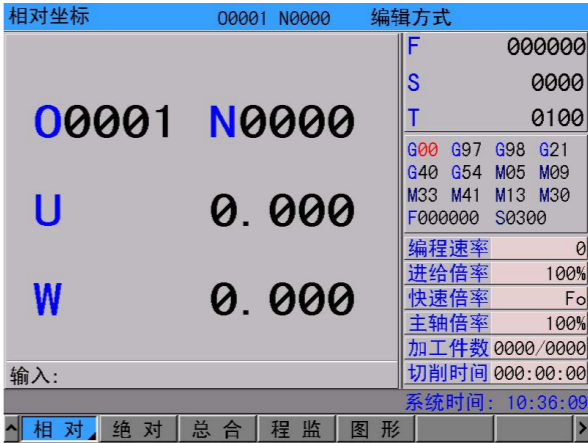 相对坐标 O0001 N0000 编辑方式
F 000000
S 0000
T 0100
O0001 N0000
G00 G97 G98 G21
G40 G54 M05 M09
M33 M41 M13 M30
F000000 S0300
U 0.000
W 0.000
编程速率 0
进给倍率 100%
快速倍率 Fo
主轴倍率 100%
加工件数 0000/0000
切削时间 000:00:00
输入:
系统时间: 10:36:09
相对 绝对 总合 程监 图形